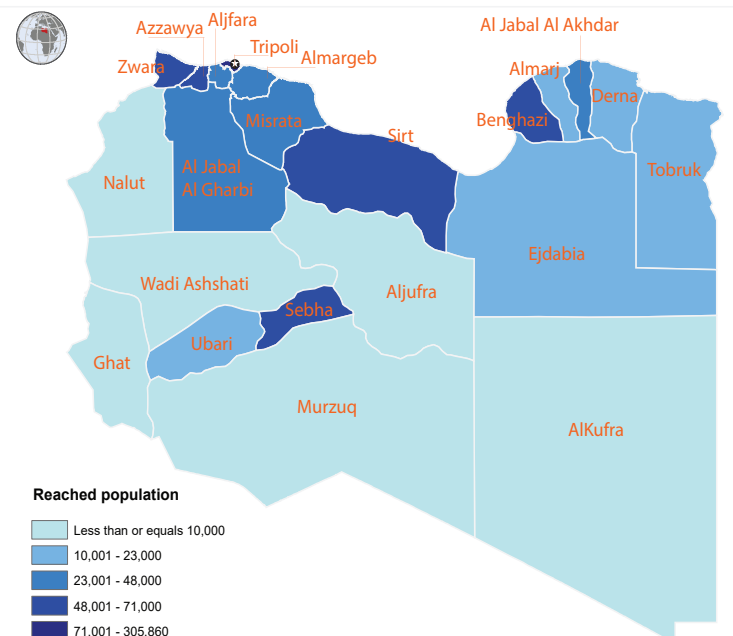 Azzawya
Aljfara
Al Jabal Al Akhdar
Tripoli
Almargeb
Zwara
Almarj
Derna
Misrata
Benghazi
Sirt
Al Jabal
Al Gharbi
Nalut
Tobruk
Ejdabia
Wadi Ashshati
Aljufra
Sebha
Ubari
Ghat
Murzuq
AlKufra
Reached population
Less than or equals 10,000
10,001 - 23,000
23,001 - 48,000
48,001 - 71,000
71,001 - 305,860